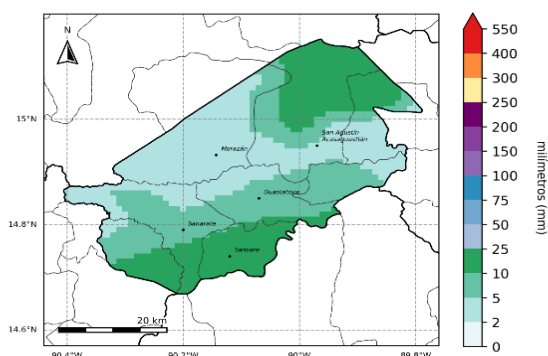 N
15°N
14.8°N
14.6°N
90.4°W
90.2°W
90°W
89.8°W
20 km
San Agustín
Acasaguastlán
Morazán
Guastatoya
Sanarate
Sansare
550
400
300
250
200
150
100
75
50
25
10
5
2
0
milímetros (mm)